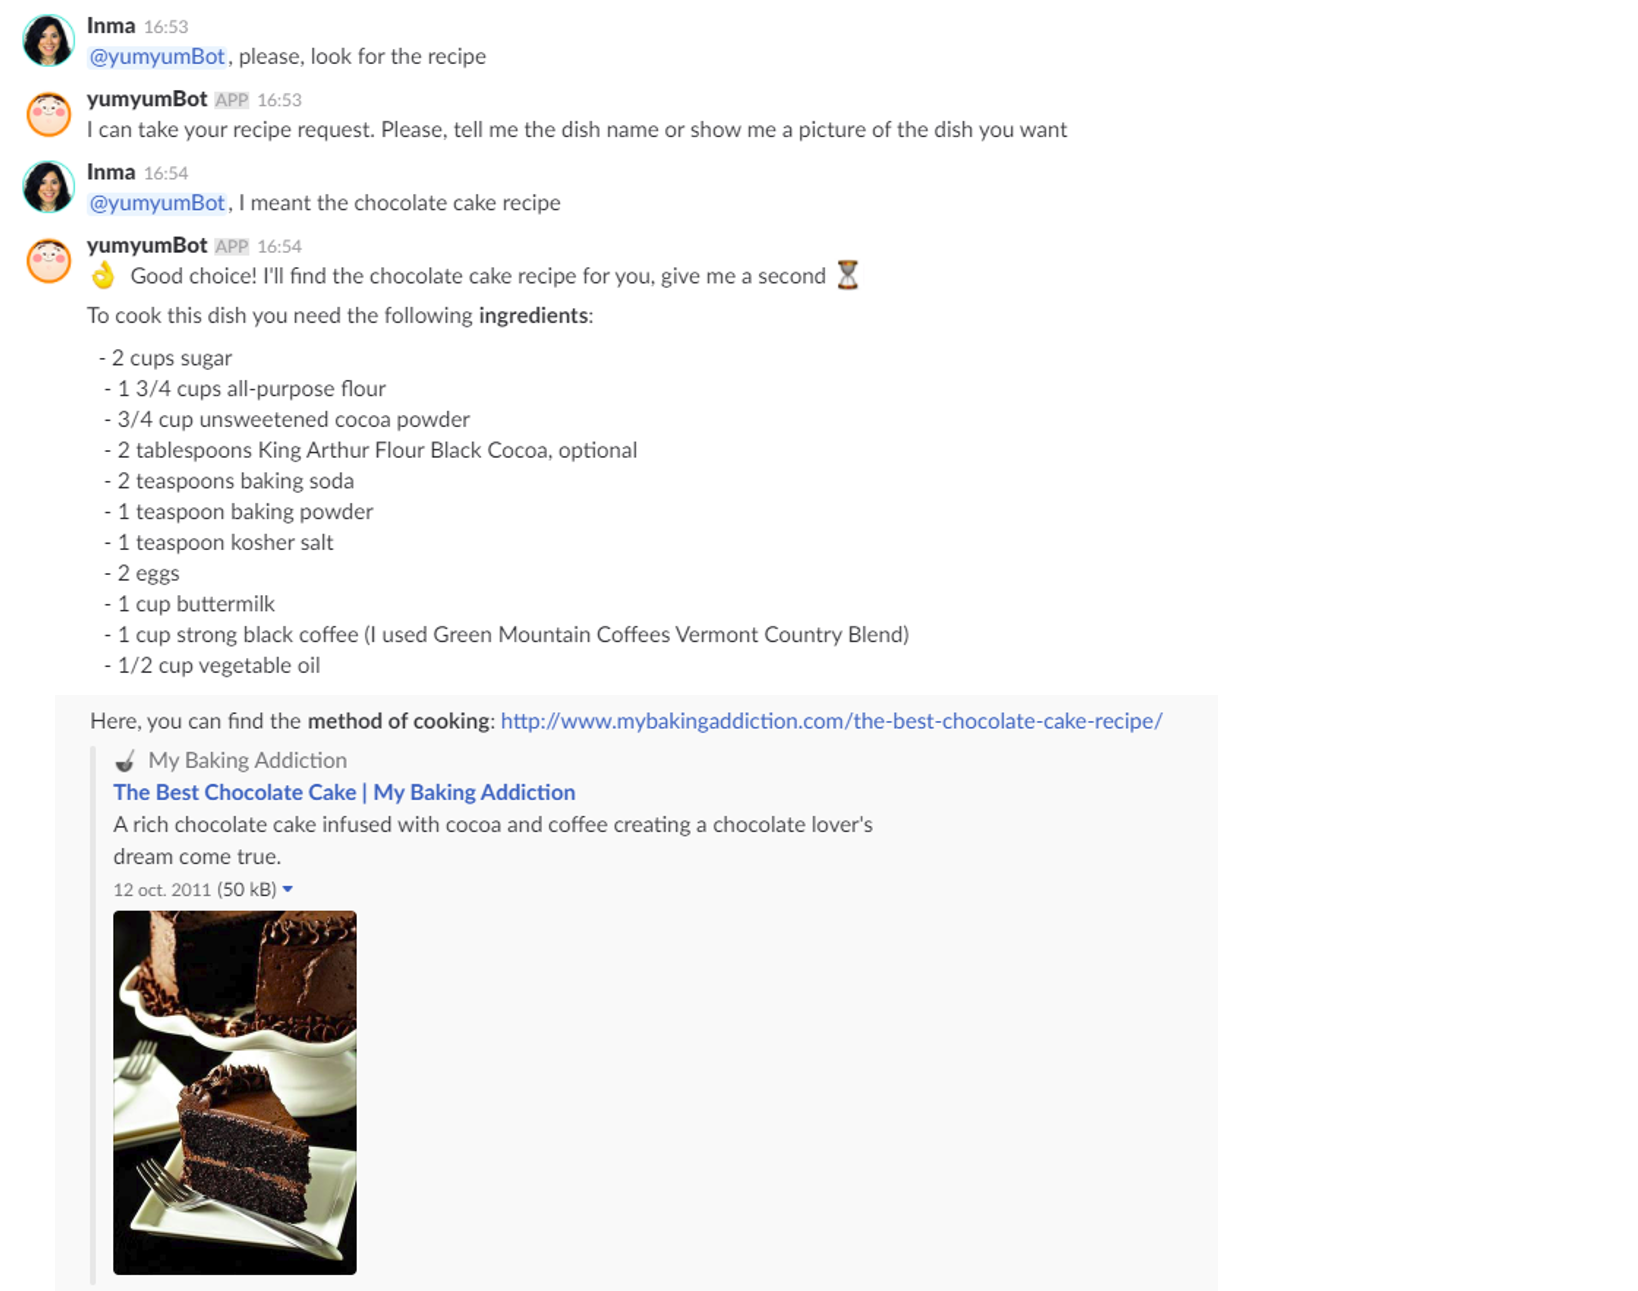 Inma 16:53
@yumyumBot, please, look for the recipe
yumyumBot APP 16:53
I can take your recipe request. Please, tell me the dish name or show me a picture of the dish you want
Inma 16:54
@yumyumBot, I meant the chocolate cake recipe
yumyumBot APP 16:54
👌 Good choice! I'll find the chocolate cake recipe for you, give me a second ⏳
To cook this dish you need the following ingredients:
- 2 cups sugar
- 1 3/4 cups all-purpose flour
- 3/4 cup unsweetened cocoa powder
- 2 tablespoons King Arthur Flour Black Cocoa, optional
- 2 teaspoons baking soda
- 1 teaspoon baking powder
- 1 teaspoon kosher salt
- 2 eggs
- 1 cup buttermilk
- 1 cup strong black coffee (I used Green Mountain Coffees Vermont Country Blend)
- 1/2 cup vegetable oil
Here, you can find the method of cooking: http://www.mybakingaddiction.com/the-best-chocolate-cake-recipe/
My Baking Addiction
The Best Chocolate Cake | My Baking Addiction
A rich chocolate cake infused with cocoa and coffee creating a chocolate lover's
dream come true.
12 oct. 2011 (50 kB)